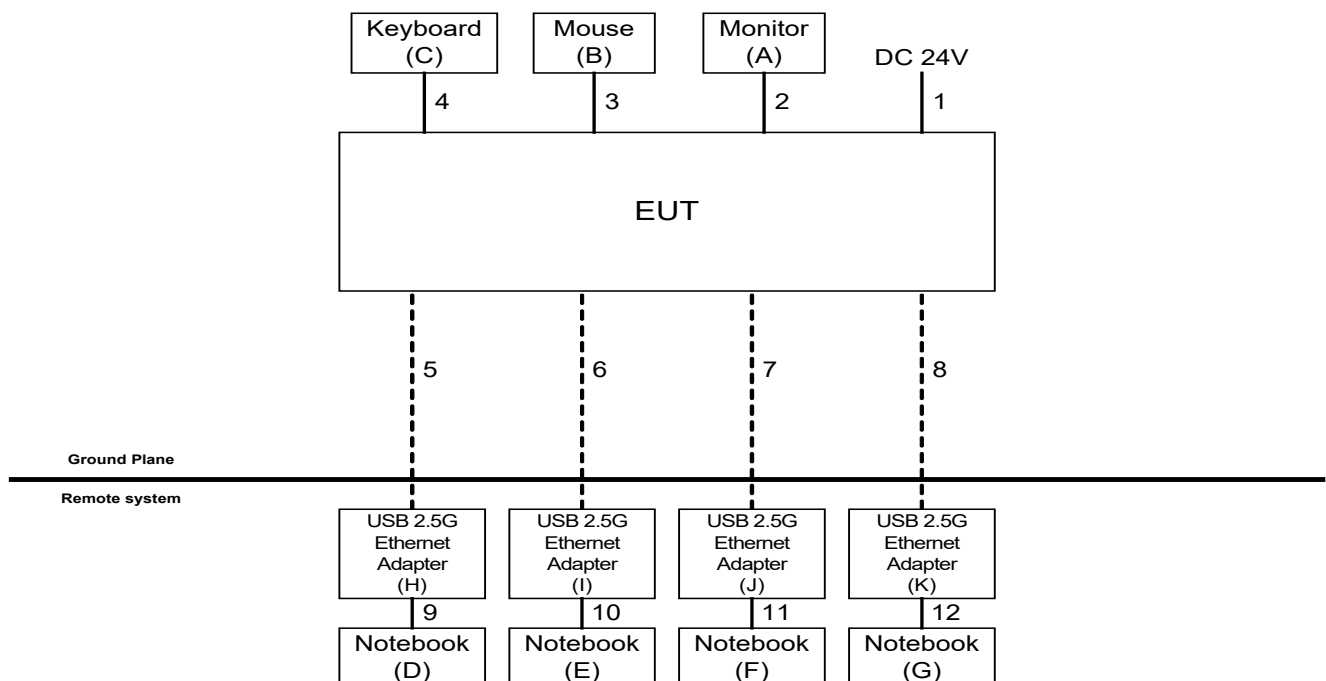 Keyboard
(C)
Mouse
(B)
Monitor
(A)
DC 24V
4
3
2
1
EUT
5
6
7
8
Ground Plane
Remote system
USB 2.5G
Ethernet
Adapter
(H)
USB 2.5G
Ethernet
Adapter
(I)
USB 2.5G
Ethernet
Adapter
(J)
USB 2.5G
Ethernet
Adapter
(K)
9
10
11
12
Notebook
(D)
Notebook
(E)
Notebook
(F)
Notebook
(G)